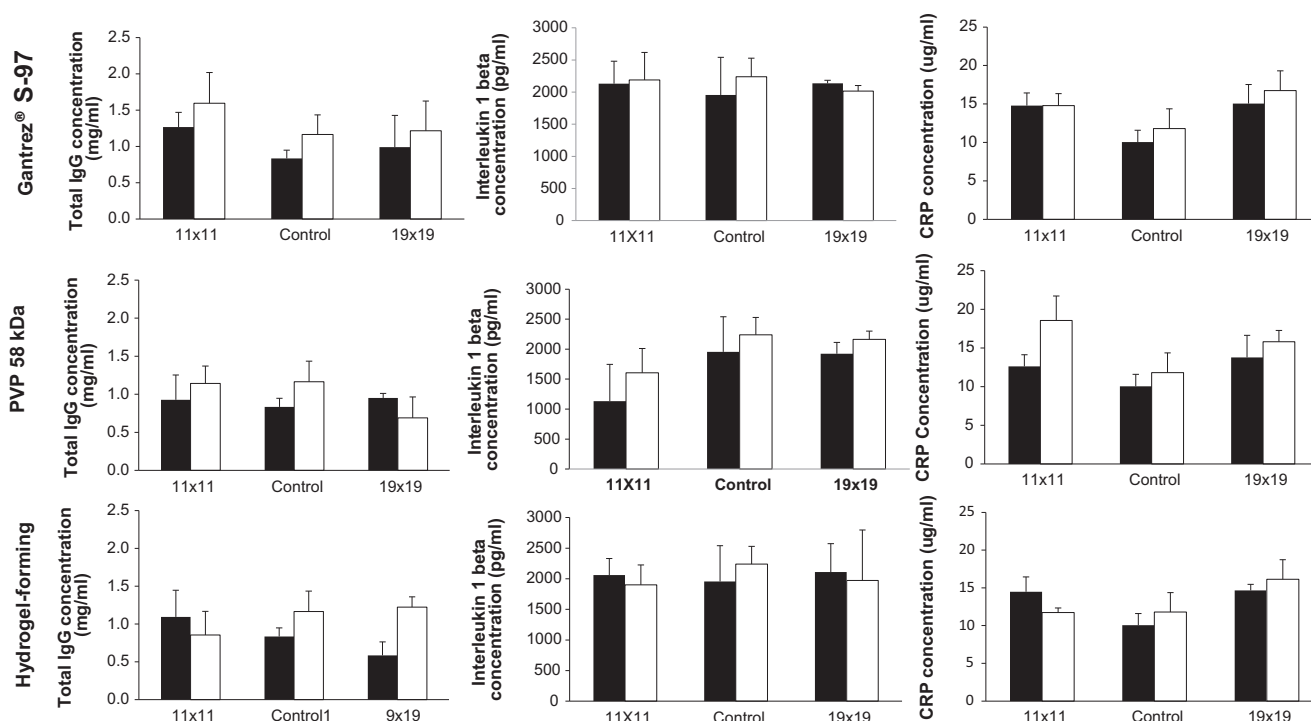 Gantrez® S-97
Total IgG concentration
(mg/ml)
2.5
2.0
1.5
1.0
0.5
0.0
11x11 Control 19x19
Interleukin 1 beta
concentration (pg/ml)
3000
2500
2000
1500
1000
500
0
11X11 Control 19x19
CRP concentration (ug/ml)
25
20
15
10
5
0
11x11 Control 19x19
PVP 58 kDa
Total IgG concentration
(mg/ml)
2.5
2.0
1.5
1.0
0.5
0.0
11x11 Control 19x19
Interleukin 1 beta
concentration (pg/ml)
3000
2500
2000
1500
1000
500
0
11X11 Control 19x19
CRP Concentration (ug/ml)
25
20
15
10
5
0
11x11 Control 19x19
Hydrogel-forming
Total IgG concentration
(mg/ml)
2.5
2.0
1.5
1.0
0.5
0.0
11x11 Control1 9x19
Interleukin 1 beta
concentration (pg/ml)
3000
2500
2000
1500
1000
500
0
11X11 Control 19x19
CRP concentration (ug/ml)
25
20
15
10
5
0
11x11 Control 19x19